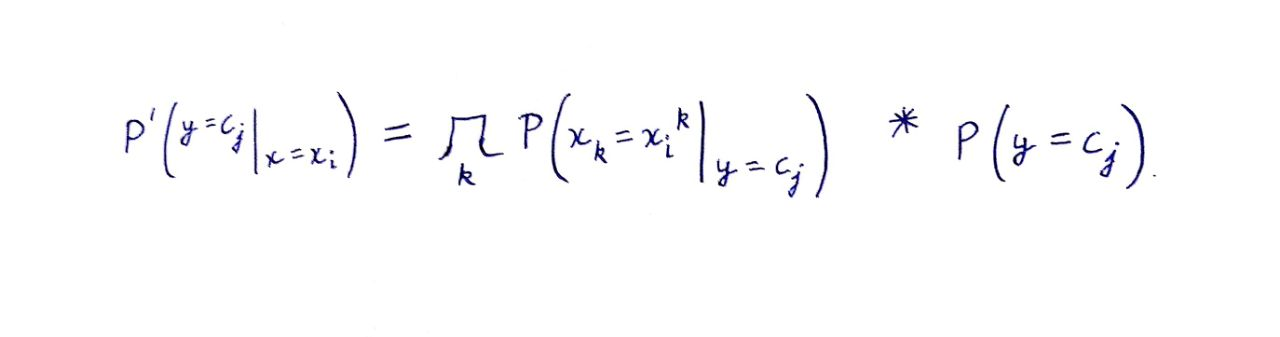 P'(y=c_j|x=x_i) = ∏_k P(x_k=x_i^k|y=c_j) * P(y=c_j).